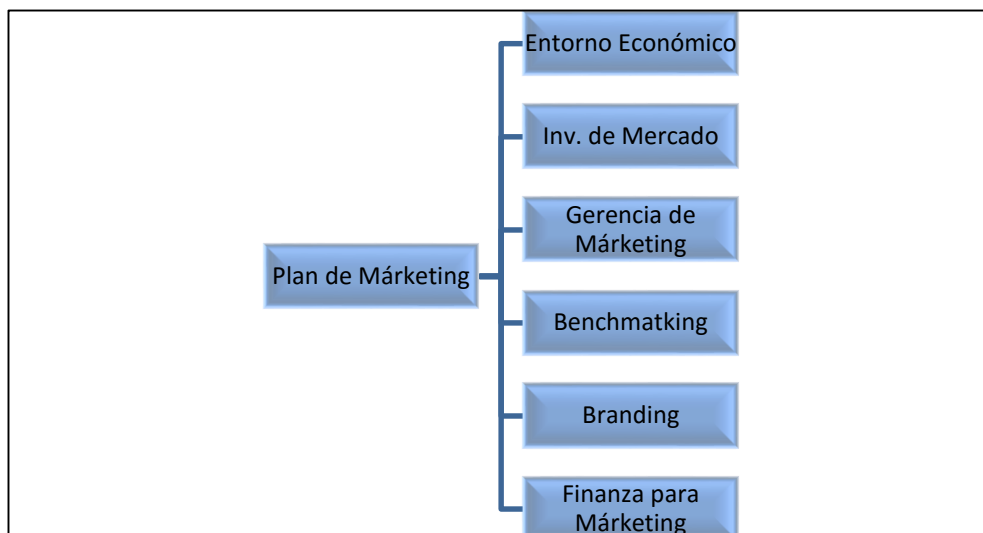 Entorno Económico
Inv. de Mercado
Gerencia de
Márketing
Plan de Márketing
Benchmatking
Branding
Finanza para
Márketing